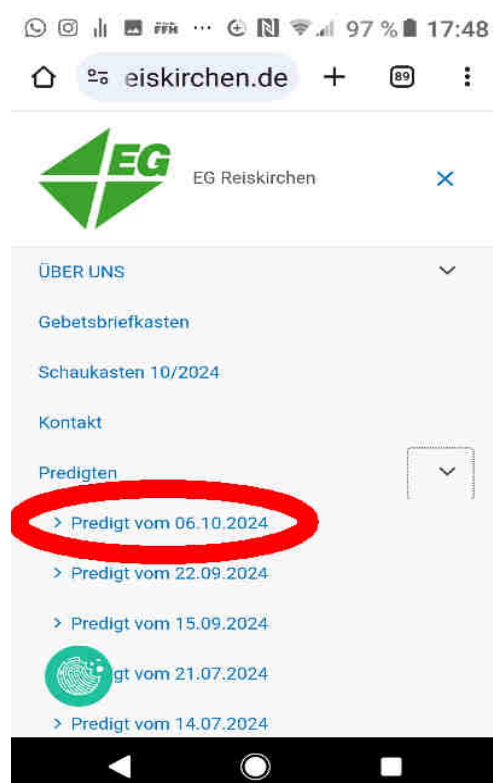 FFH ... 97 % 17:48
eiskirchen.de + 89
EG EG Reiskirchen
ÜBER UNS
Gebetsbriefkasten
Schaukasten 10/2024
Kontakt
Predigten
> Predigt vom 06.10.2024
> Predigt vom 22.09.2024
> Predigt vom 15.09.2024
gt vom 21.07.2024
> Predigt vom 14.07.2024